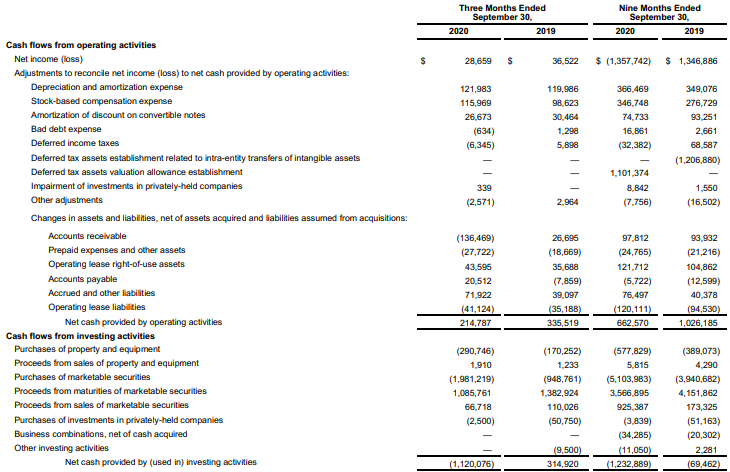 Three Months Ended September 30, Nine Months Ended September 30,
2020 2019 2020 2019
Cash flows from operating activities
Net income (loss) $ 28,659 $ 36,522 $ (1,357,742) $ 1,346,886
Adjustments to reconcile net income (loss) to net cash provided by operating activities:
Depreciation and amortization expense 121,983 119,986 366,469 349,076
Stock-based compensation expense 115,969 98,623 346,748 276,729
Amortization of discount on convertible notes 26,673 30,464 74,733 93,251
Bad debt expense (634) 1,298 16,861 2,661
Deferred income taxes (6,345) 5,898 (32,382) 68,587
Deferred tax assets establishment related to intra-entity transfers of intangible assets — — — (1,206,880)
Deferred tax assets valuation allowance establishment — — 1,101,374 —
Impairment of investments in privately-held companies 339 — 8,842 1,550
Other adjustments (2,571) 2,964 (7,756) (16,502)
Changes in assets and liabilities, net of assets acquired and liabilities assumed from acquisitions:
Accounts receivable (136,469) 26,695 97,812 93,932
Prepaid expenses and other assets (27,722) (18,669) (24,765) (21,216)
Operating lease right-of-use assets 43,595 35,688 121,712 104,862
Accounts payable 20,512 (7,859) (5,722) (12,599)
Accrued and other liabilities 71,922 39,097 76,497 40,378
Operating lease liabilities (41,124) (35,188) (120,111) (94,530)
Net cash provided by operating activities 214,787 335,519 662,570 1,026,185
Cash flows from investing activities
Purchases of property and equipment (290,746) (170,252) (577,829) (389,073)
Proceeds from sales of property and equipment 1,910 1,233 5,815 4,290
Purchases of marketable securities (1,981,219) (948,761) (5,103,983) (3,940,682)
Proceeds from maturities of marketable securities 1,085,761 1,382,924 3,566,895 4,151,862
Proceeds from sales of marketable securities 66,718 110,026 925,387 173,325
Purchases of investments in privately-held companies (2,500) (50,750) (3,839) (51,163)
Business combinations, net of cash acquired — — (34,285) (20,302)
Other investing activities — (9,500) (11,050) 2,281
Net cash provided by (used in) investing activities (1,120,076) 314,920 (1,232,889) (69,462)